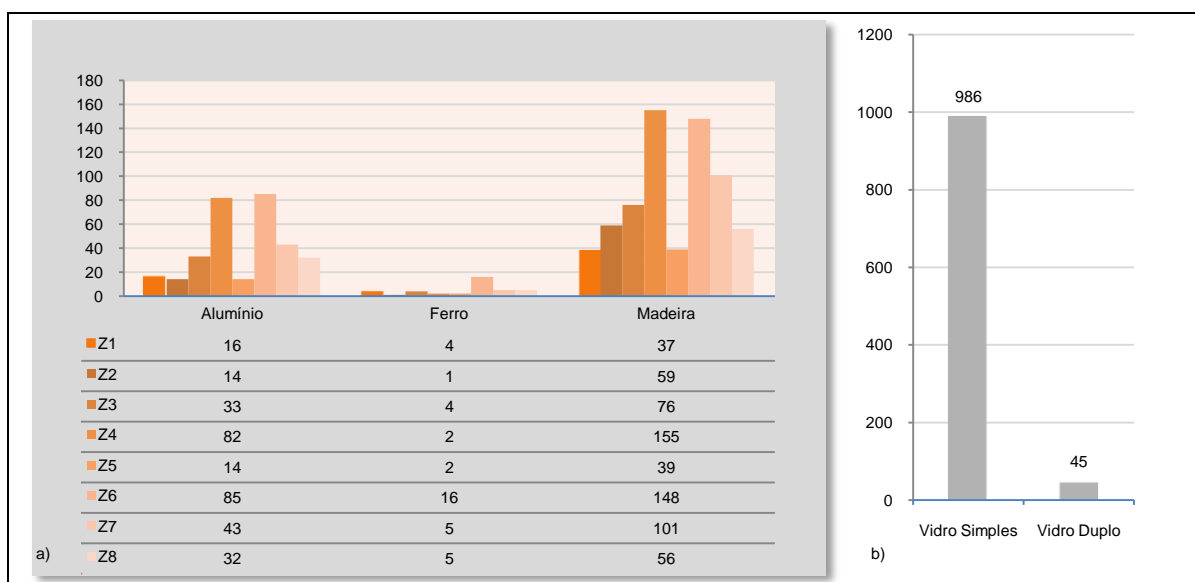 180
160
140
120
100
80
60
40
20
0
Alumínio Ferro Madeira
Z1 16 4 37
Z2 14 1 59
Z3 33 4 76
Z4 82 2 155
Z5 14 2 39
Z6 85 16 148
Z7 43 5 101
Z8 32 5 56
a)
1200
1000
800
600
400
200
0
986
45
Vidro Simples Vidro Duplo
b)